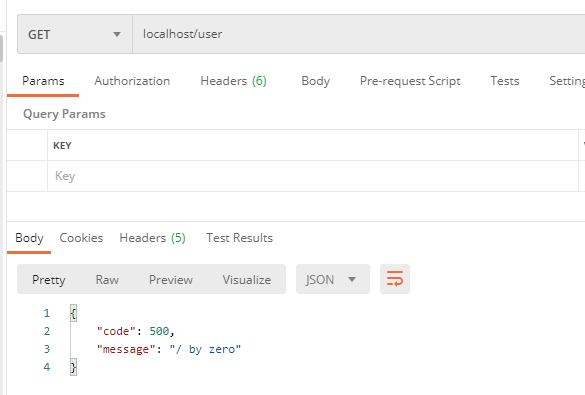 GET localhost/user
Params Authorization Headers (6) Body Pre-request Script Tests Setting
Query Params
KEY
Key
Body Cookies Headers (5) Test Results
Pretty Raw Preview Visualize JSON
1 {
2 "code": 500,
3 "message": "/ by zero"
4 }